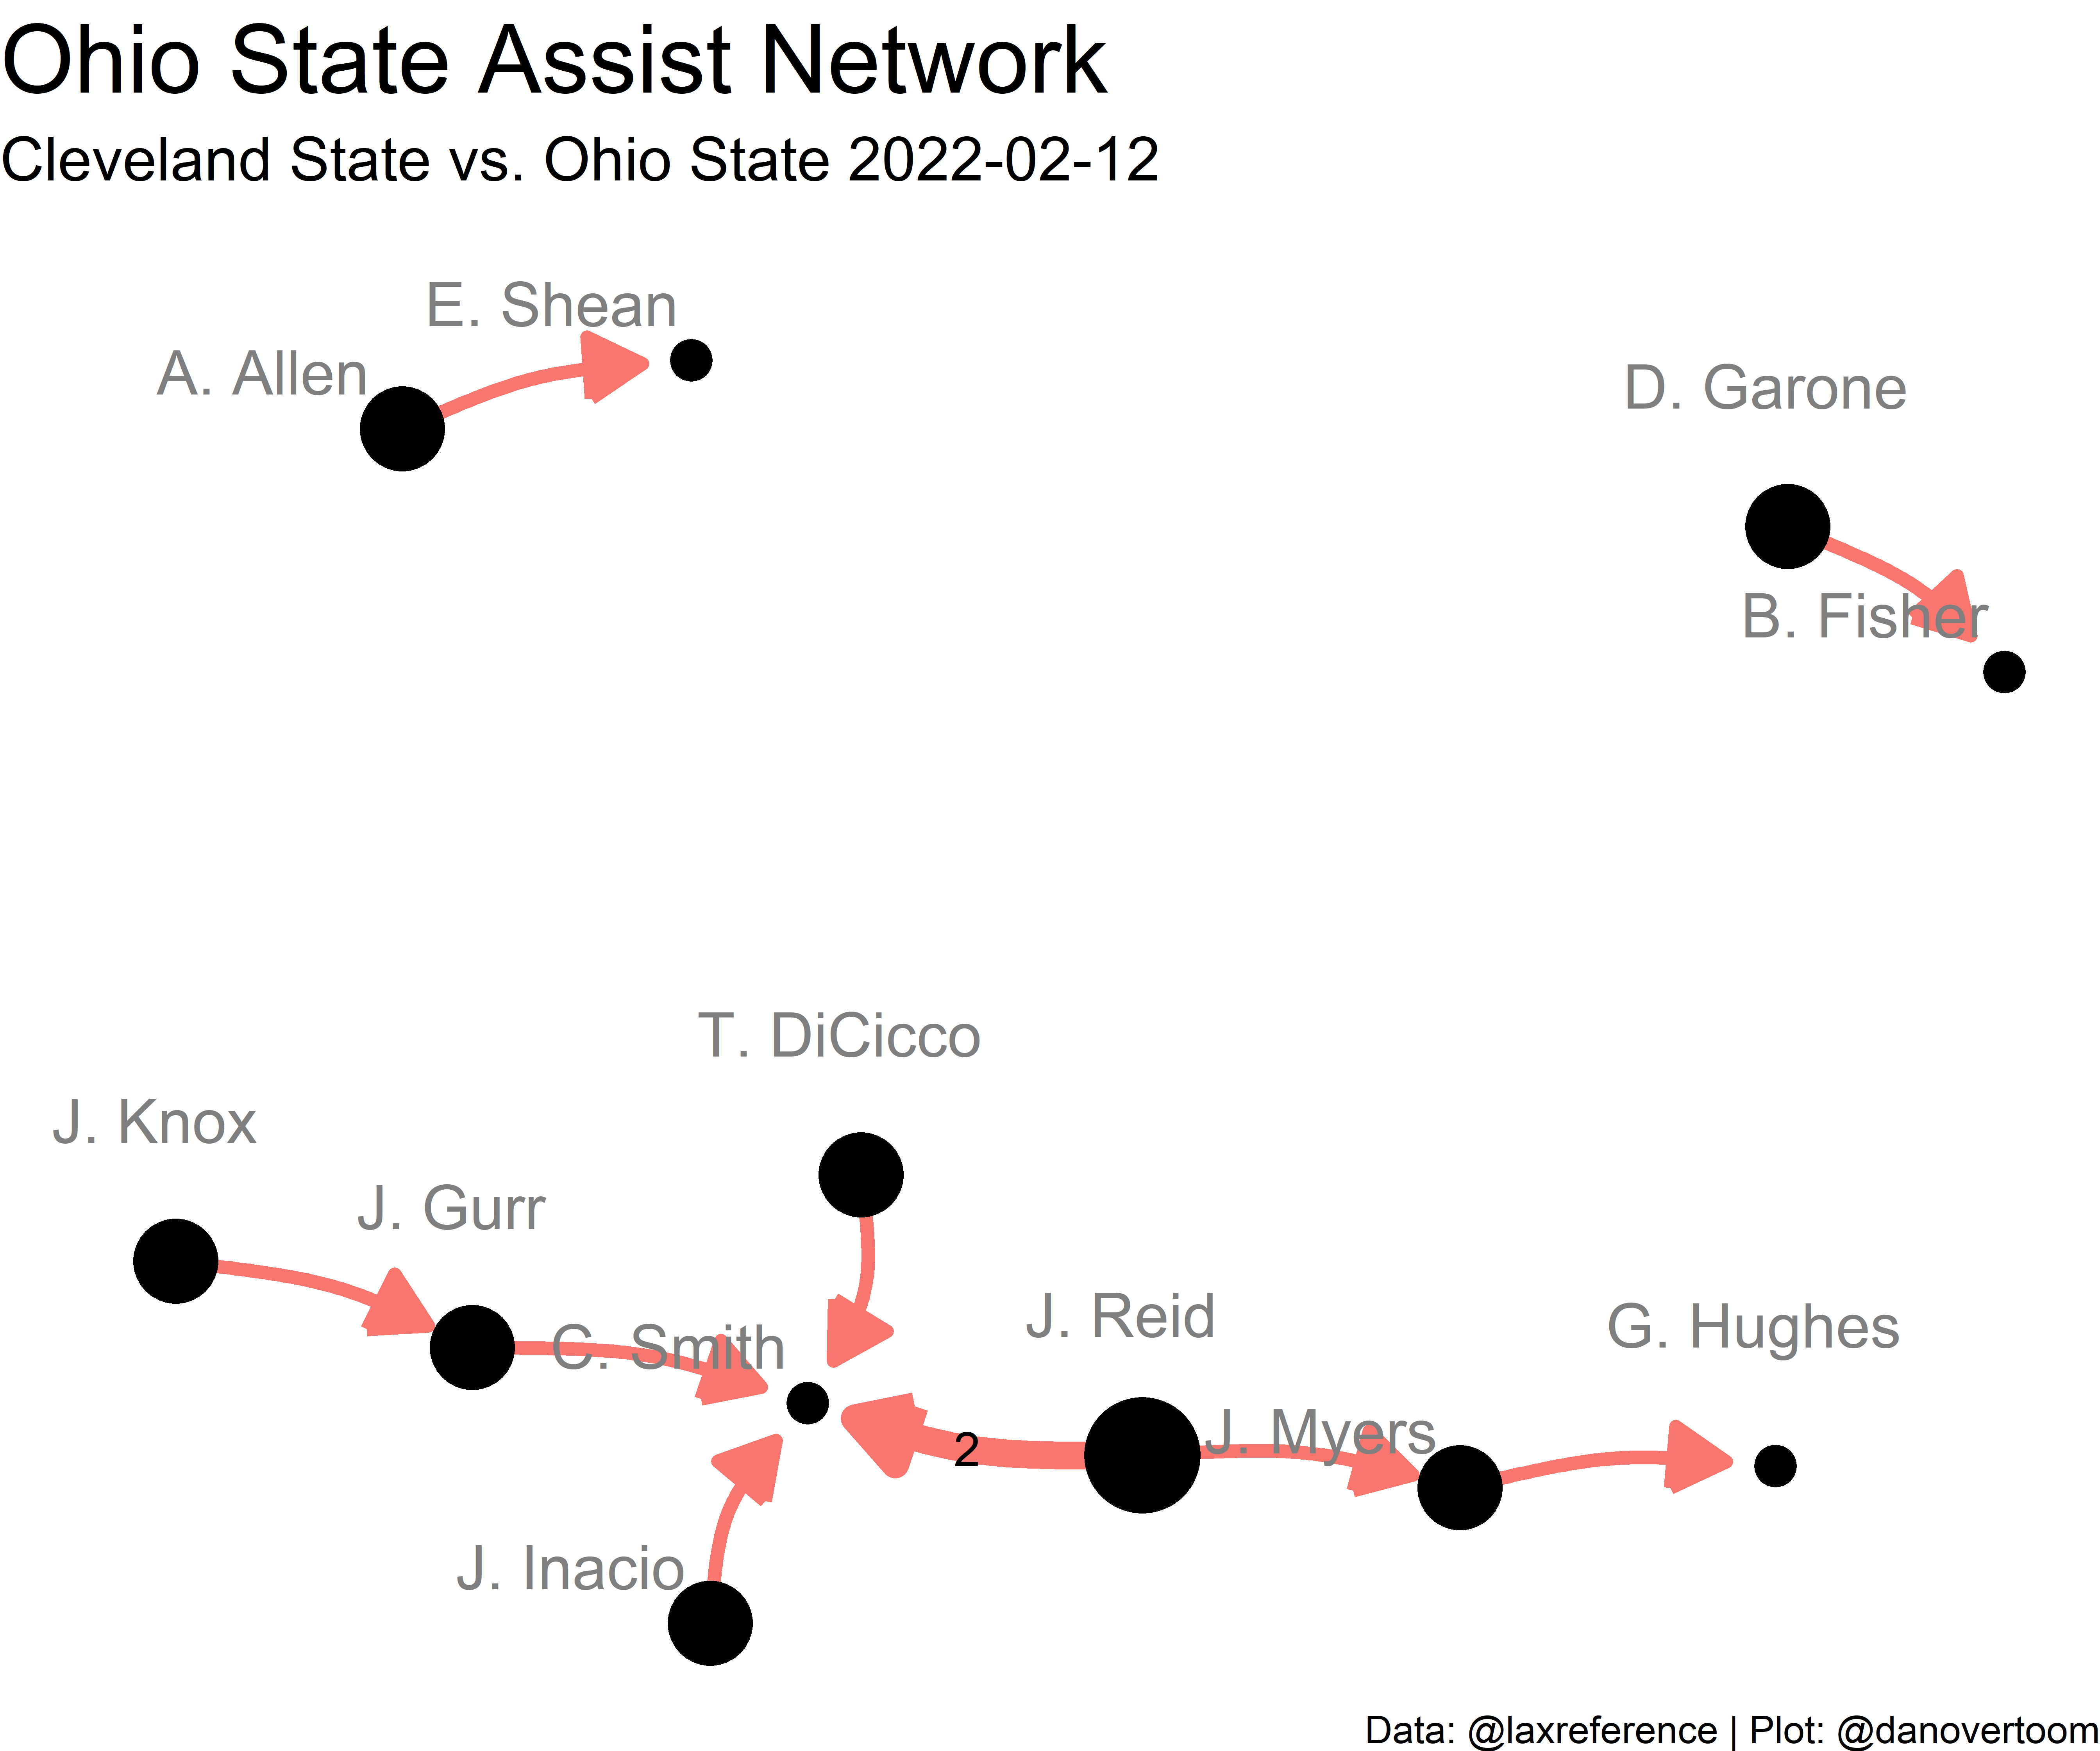 Ohio State Assist Network
Cleveland State vs. Ohio State 2022-02-12
E. Shean
A. Allen
D. Garone
B. Fisher
T. DiCicco
J. Knox
J. Gurr
J. Reid
G. Hughes
C. Smith
J. Myers
2
J. Inacio
Data: @laxreference | Plot: @danovertoom